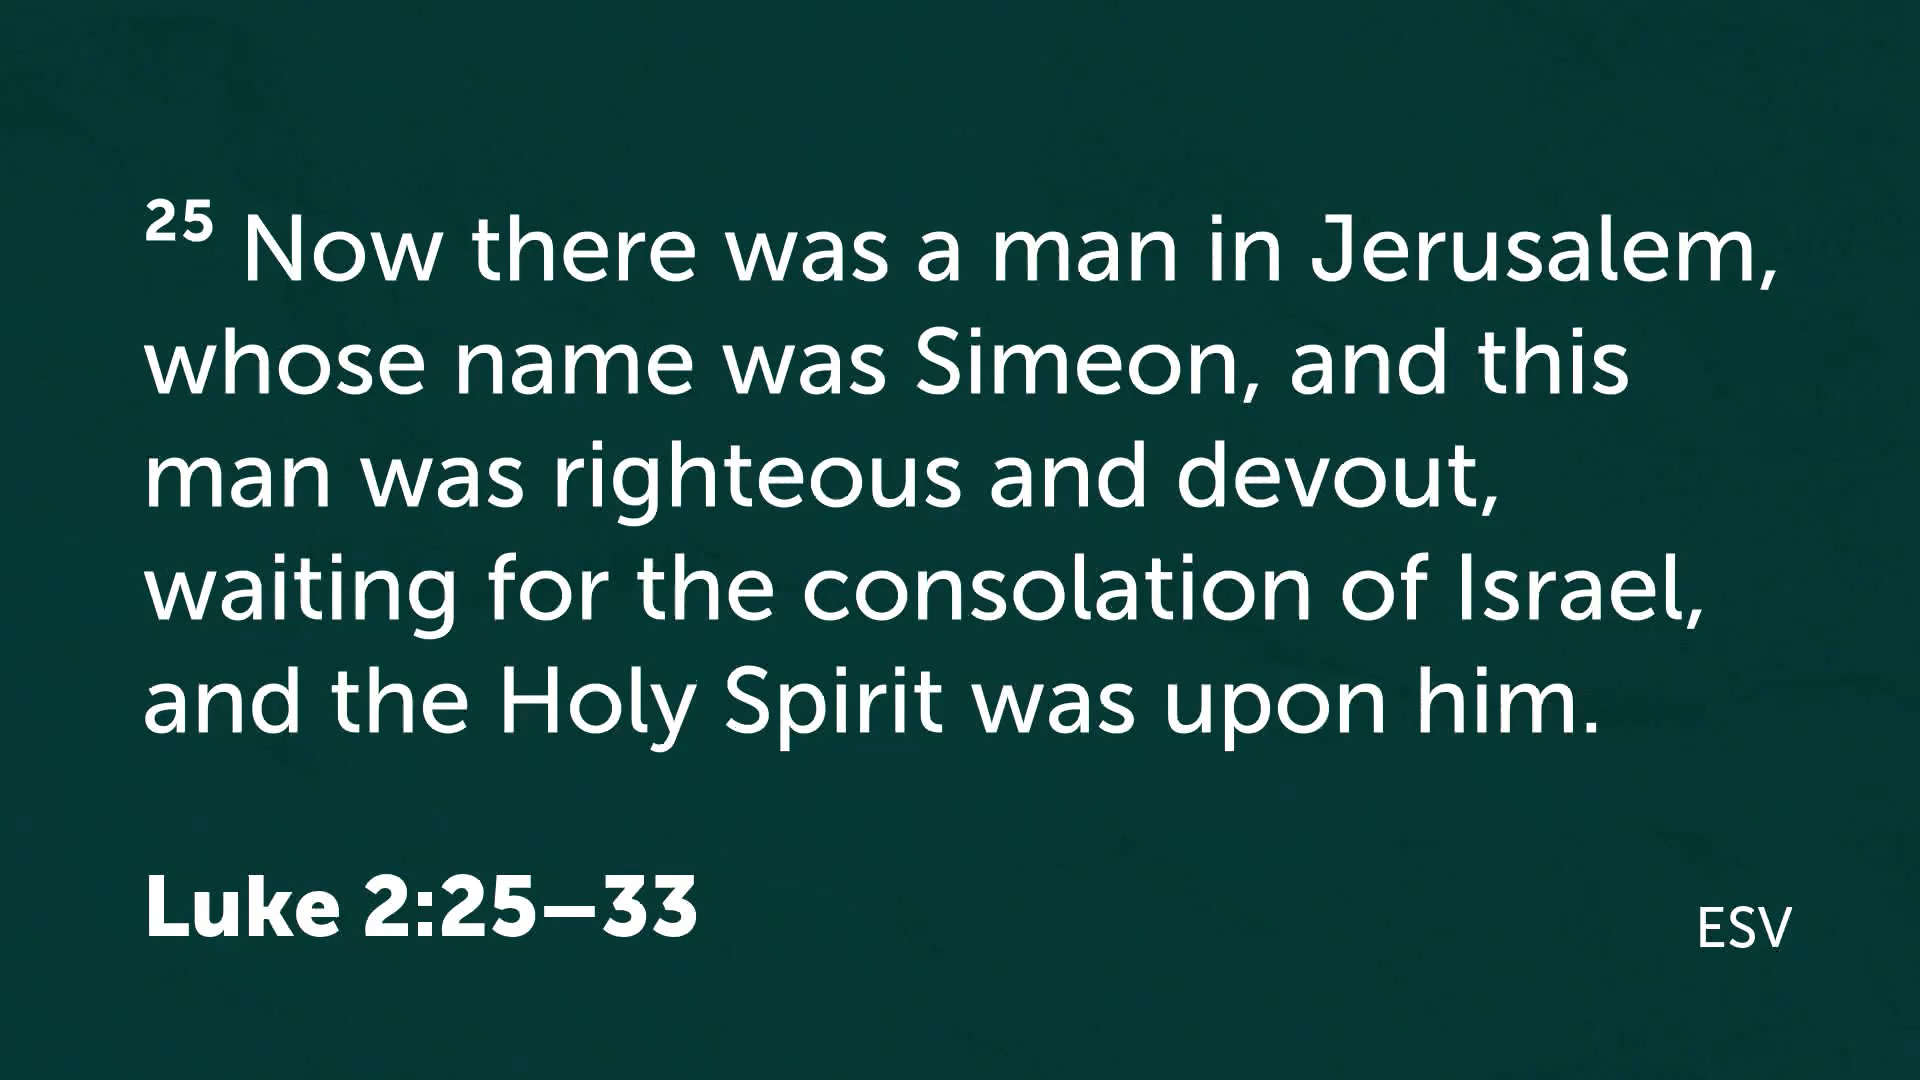 25 Now there was a man in Jerusalem,
whose name was Simeon, and this
man was righteous and devout,
waiting for the consolation of Israel,
and the Holy Spirit was upon him.
Luke 2:25–33
ESV